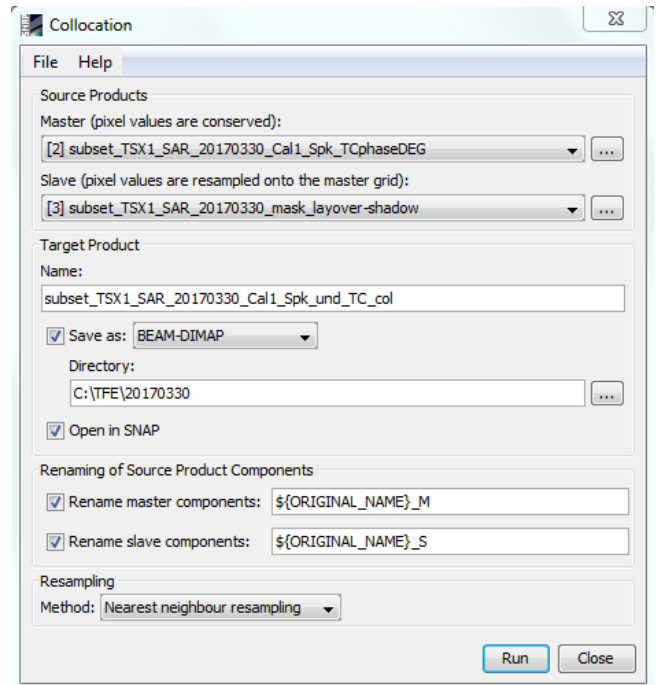 Collocation
File Help
Source Products
Master (pixel values are conserved):
[2] subset_TSX1_SAR_20170330_Cal1_Spk_TCphaseDEG
...
Slave (pixel values are resampled onto the master grid):
[3] subset_TSX1_SAR_20170330_mask_layover-shadow
...
Target Product
Name:
subset_TSX1_SAR_20170330_Cal1_Spk_und_TC_col
Save as: BEAM-DIMAP
Directory:
C:\TFE\20170330
...
Open in SNAP
Renaming of Source Product Components
Rename master components: ${ORIGINAL_NAME}_M
Rename slave components: ${ORIGINAL_NAME}_S
Resampling
Method: Nearest neighbour resampling
Run Close